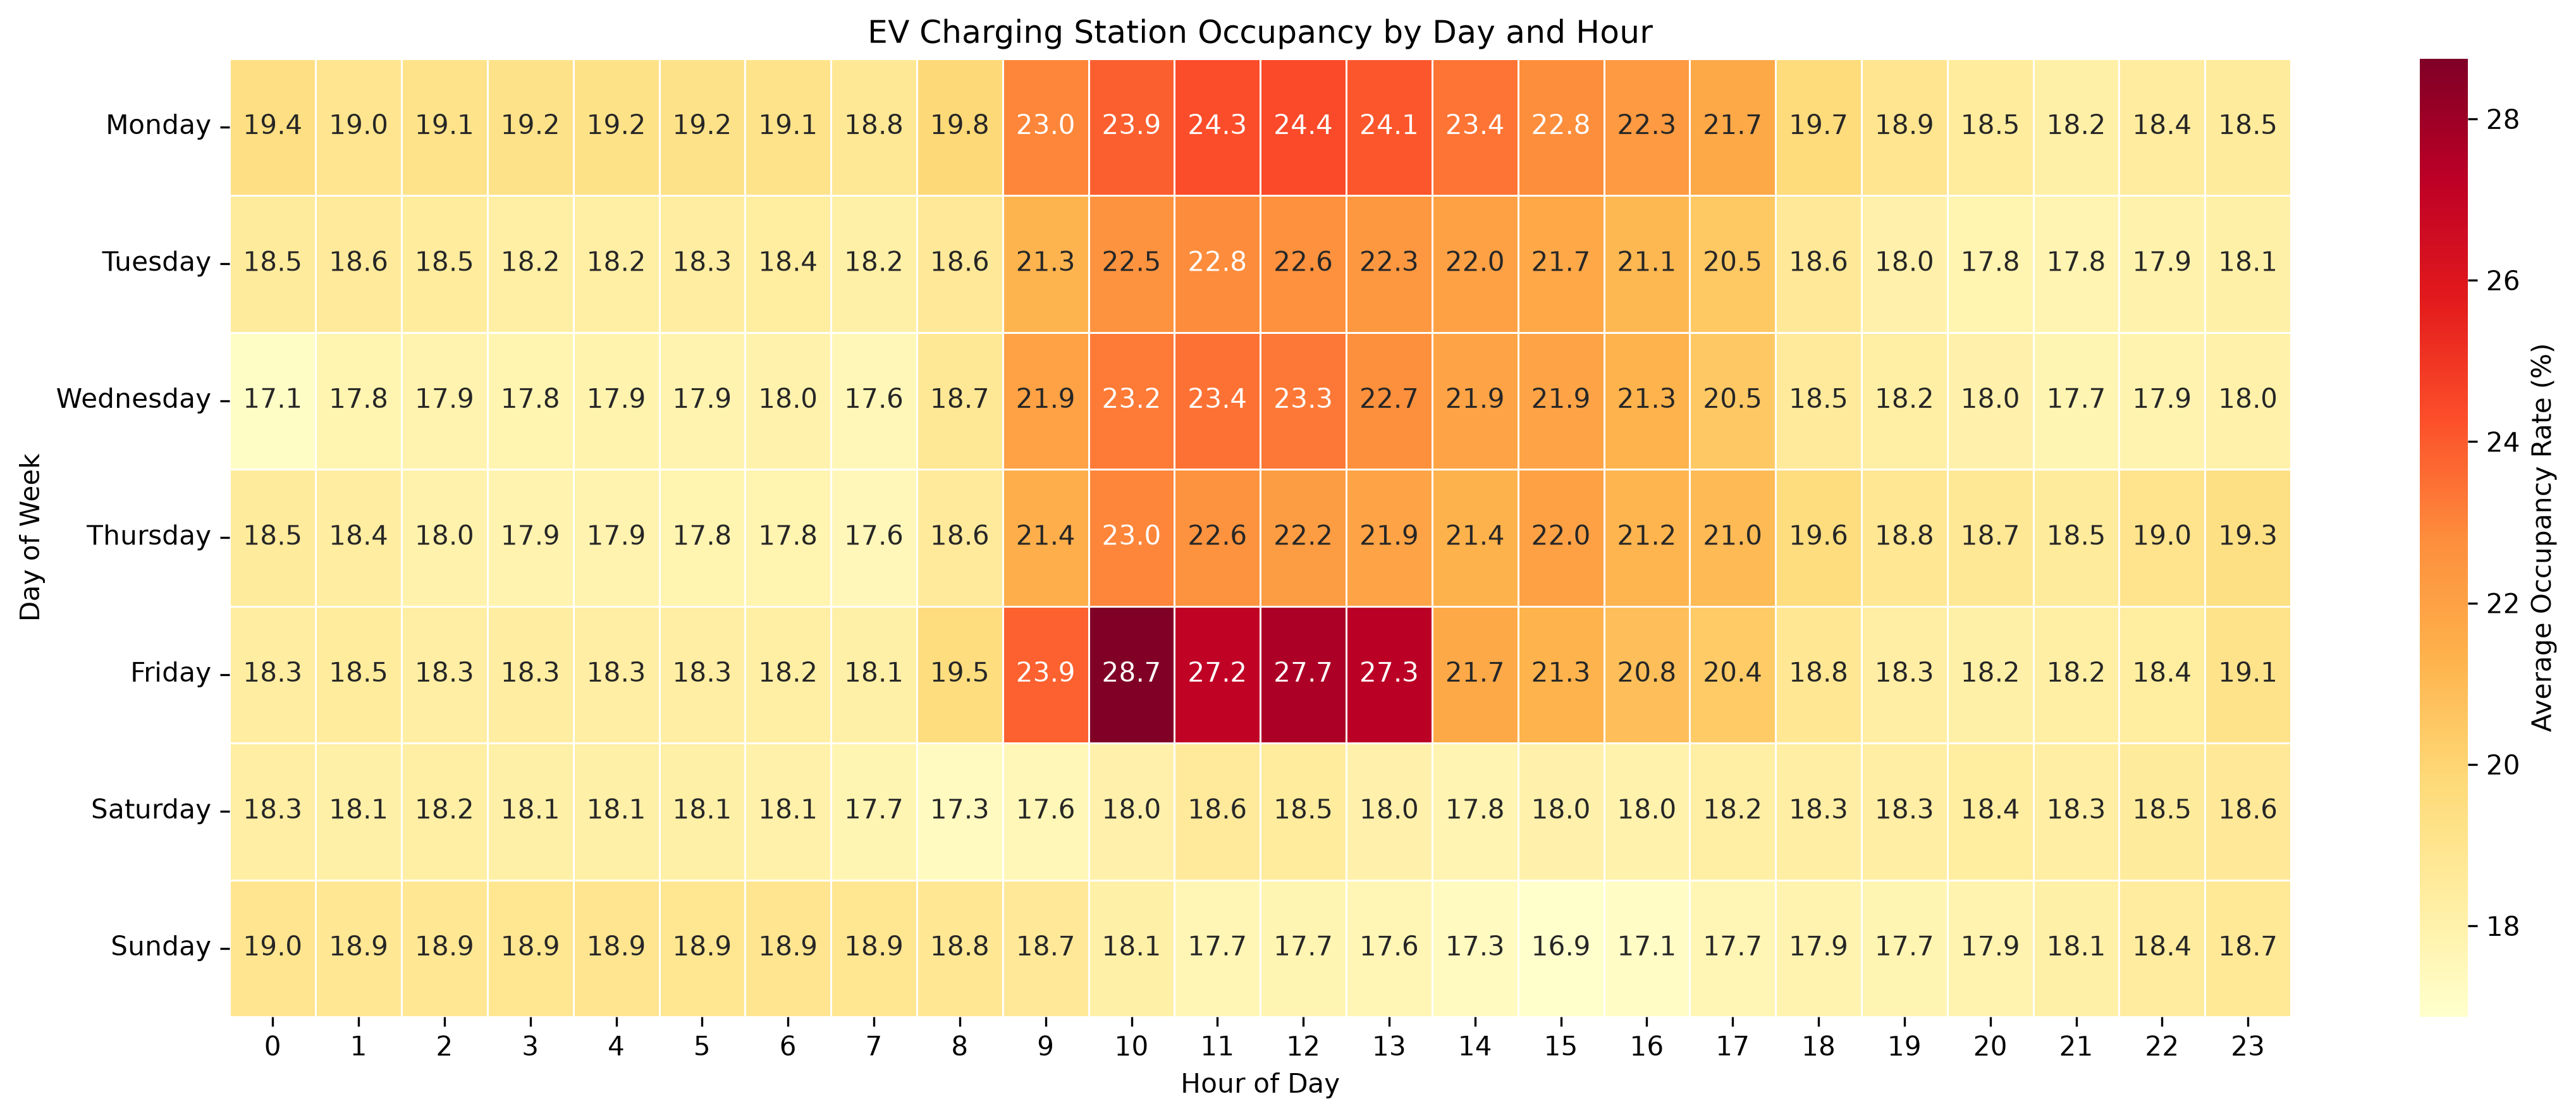 EV Charging Station Occupancy by Day and Hour
Monday 19.4 19.0 19.1 19.2 19.2 19.2 19.1 18.8 19.8 23.0 23.9 24.3 24.4 24.1 23.4 22.8 22.3 21.7 19.7 18.9 18.5 18.2 18.4 18.5
Tuesday 18.5 18.6 18.5 18.2 18.2 18.3 18.4 18.2 18.6 21.3 22.5 22.8 22.6 22.3 22.0 21.7 21.1 20.5 18.6 18.0 17.8 17.8 17.9 18.1
Wednesday 17.1 17.8 17.9 17.8 17.9 17.9 18.0 17.6 18.7 21.9 23.2 23.4 23.3 22.7 21.9 21.9 21.3 20.5 18.5 18.2 18.0 17.7 17.9 18.0
Thursday 18.5 18.4 18.0 17.9 17.9 17.8 17.8 17.6 18.6 21.4 23.0 22.6 22.2 21.9 21.4 22.0 21.2 21.0 19.6 18.8 18.7 18.5 19.0 19.3
Friday 18.3 18.5 18.3 18.3 18.3 18.3 18.2 18.1 19.5 23.9 28.7 27.2 27.7 27.3 21.7 21.3 20.8 20.4 18.8 18.3 18.2 18.2 18.4 19.1
Saturday 18.3 18.1 18.2 18.1 18.1 18.1 18.1 17.7 17.3 17.6 18.0 18.6 18.5 18.0 17.8 18.0 18.0 18.2 18.3 18.3 18.4 18.3 18.5 18.6
Sunday 19.0 18.9 18.9 18.9 18.9 18.9 18.9 18.9 18.8 18.7 18.1 17.7 17.7 17.6 17.3 16.9 17.1 17.7 17.9 17.7 17.9 18.1 18.4 18.7
0 1 2 3 4 5 6 7 8 9 10 11 12 13 14 15 16 17 18 19 20 21 22 23
Hour of Day
Day of Week
28
26
24
22
20
18
Average Occupancy Rate (%)